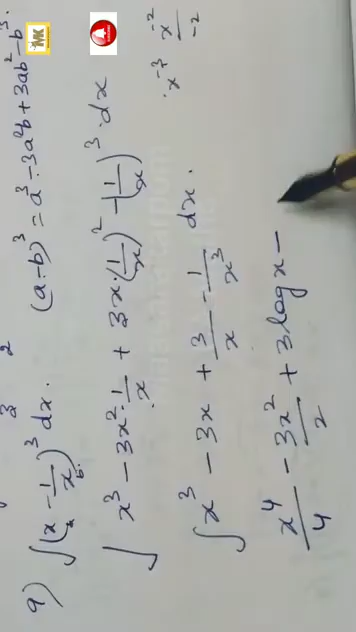 9) ∫(x - 1/x)³ dx. (a-b)³ = a³ - 3a²b + 3ab² - b³.
∫ x³ - 3x²·1/x + 3x·(1/x)² - (1/x)³·dx
∫ x³ - 3x + 3/x - 1/x³ dx.
x⁴/4 - 3x²/2 + 3 log x -
x⁻³ x⁻²/-2
MK